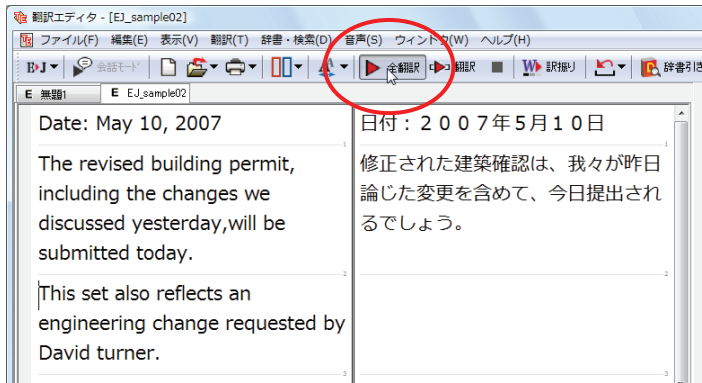 翻訳エディタ - [EJ_sample02]
ファイル(F) 編集(E) 表示(V) 翻訳(T) 辞書・検索(D) 音声(S) ウィンドウ(W) ヘルプ(H)
E▸J 会話モード 全翻訳 翻訳 訳振り 辞書引き
E 無題1 E EJ_sample02
Date: May 10, 2007
日付：２００７年５月１０日
1 1
The revised building permit,
including the changes we
discussed yesterday,will be
submitted today.
修正された建築確認は、我々が昨日
論じた変更を含めて、今日提出され
るでしょう。
2 2
This set also reflects an
engineering change requested by
David turner.
3 3